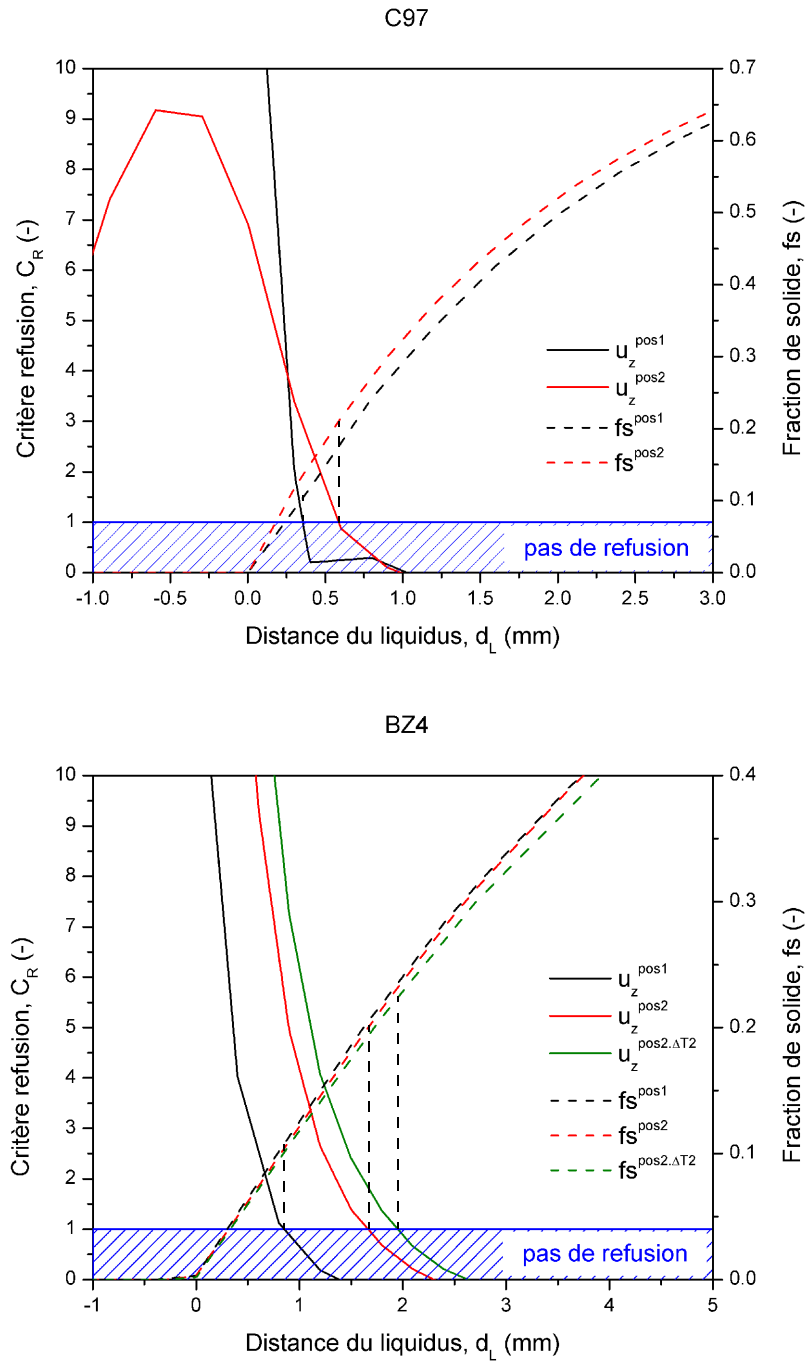 C97
10
9
8
7
6
5
4
3
2
1
0
Critère refusion, C_R (-)
0.7
0.6
0.5
0.4
0.3
0.2
0.1
0.0
Fraction de solide, fs (-)
u_z^pos1
u_z^pos2
fs^pos1
fs^pos2
pas de refusion
-1.0 -0.5 0.0 0.5 1.0 1.5 2.0 2.5 3.0
Distance du liquidus, d_L (mm)
BZ4
10
9
8
7
6
5
4
3
2
1
0
Critère refusion, C_R (-)
0.4
0.3
0.2
0.1
0.0
Fraction de solide, fs (-)
u_z^pos1
u_z^pos2
u_z^pos2.ΔT2
fs^pos1
fs^pos2
fs^pos2.ΔT2
pas de refusion
-1 0 1 2 3 4 5
Distance du liquidus, d_L (mm)